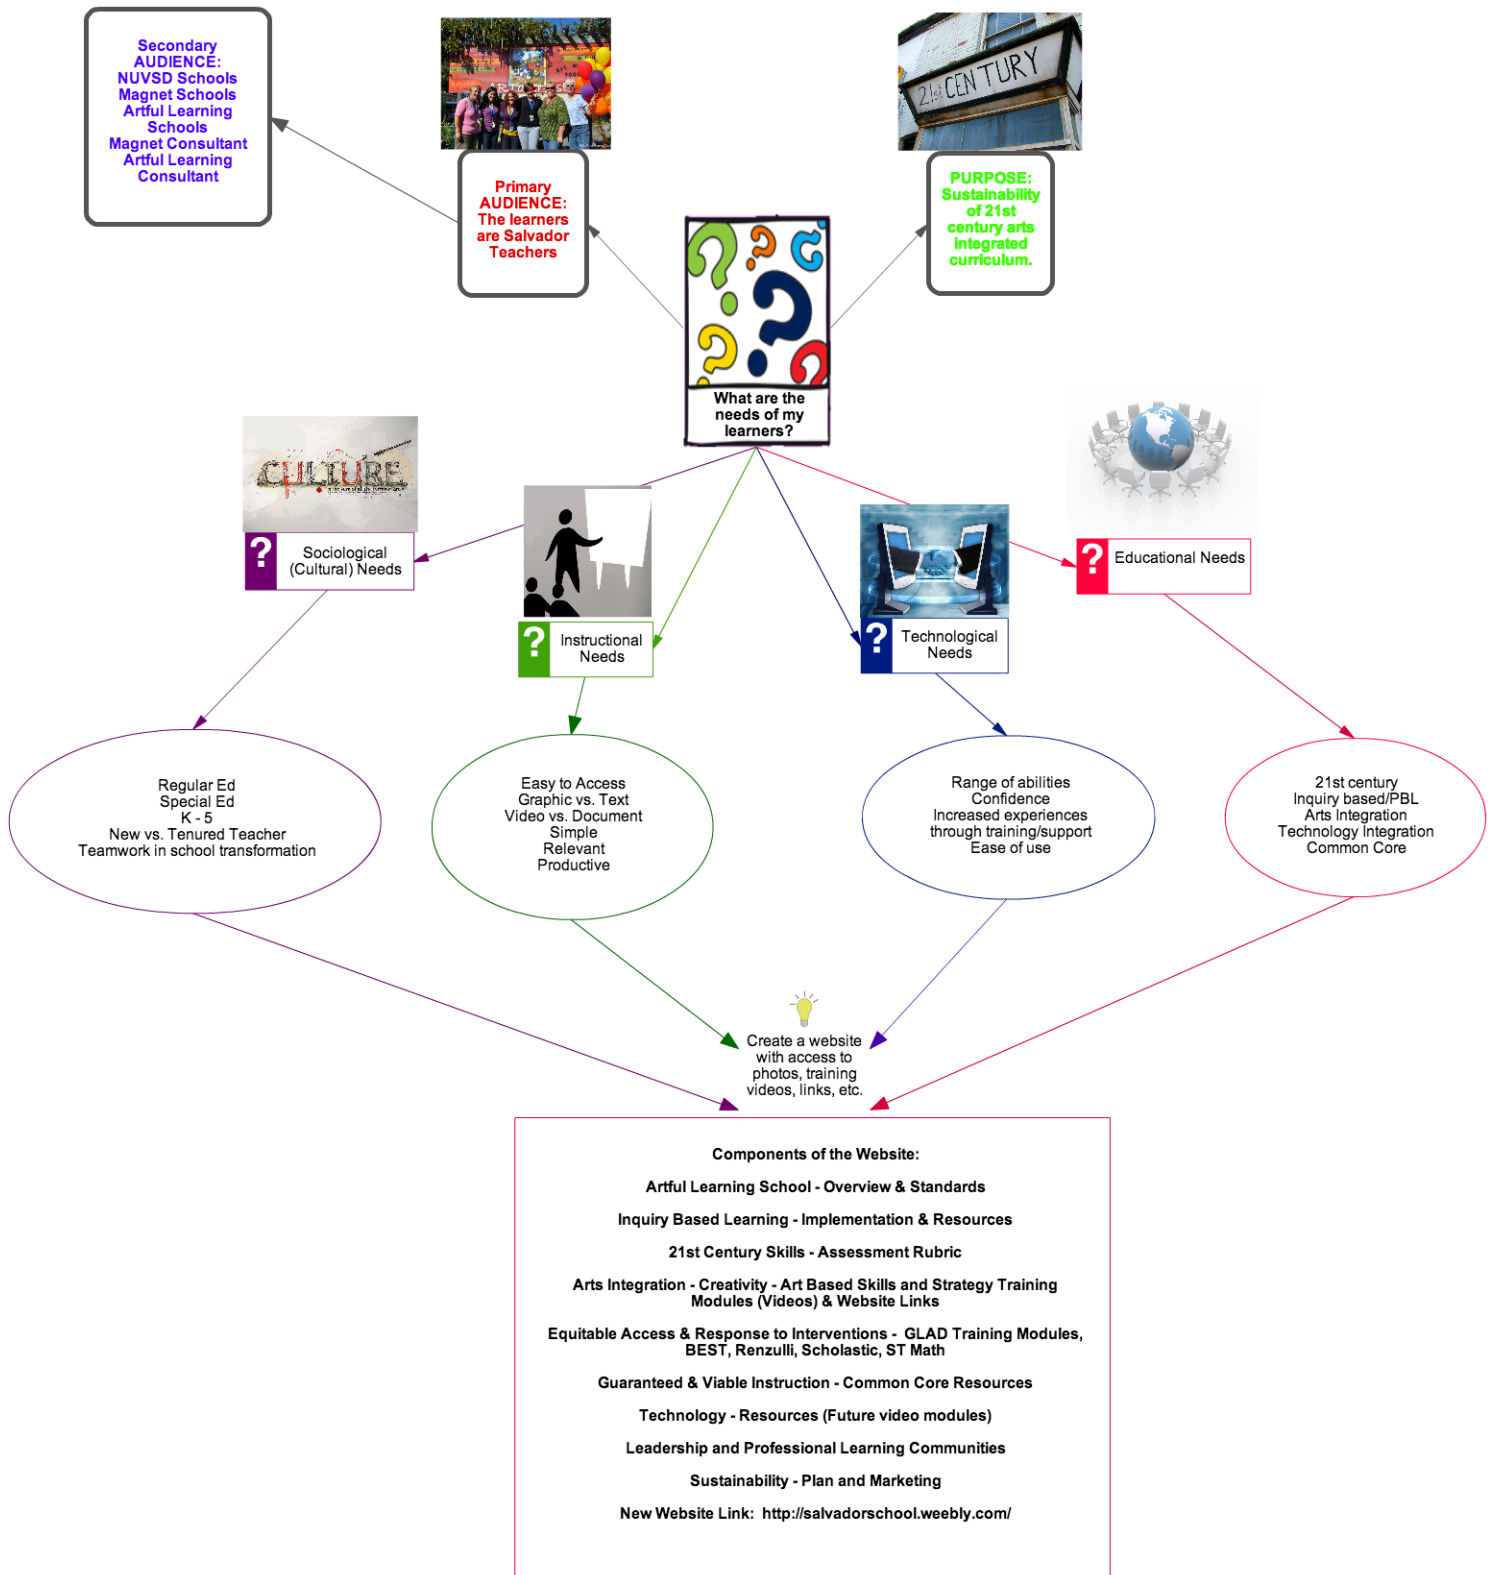 Secondary
AUDIENCE:
NUVSD Schools
Magnet Schools
Artful Learning
Schools
Magnet Consultant
Artful Learning
Consultant
Primary
AUDIENCE:
The learners
are Salvador
Teachers
21st CENTURY
PURPOSE:
Sustainability
of 21st
century arts
integrated
curriculum.
What are the
needs of my
learners?
CULTURE
?
Sociological
(Cultural) Needs
?
Instructional
Needs
?
Technological
Needs
?
Educational Needs
Regular Ed
Special Ed
K - 5
New vs. Tenured Teacher
Teamwork in school transformation
Easy to Access
Graphic vs. Text
Video vs. Document
Simple
Relevant
Productive
Range of abilities
Confidence
Increased experiences
through training/support
Ease of use
21st century
Inquiry based/PBL
Arts Integration
Technology Integration
Common Core
Create a website
with access to
photos, training
videos, links, etc.
Components of the Website:
Artful Learning School - Overview & Standards
Inquiry Based Learning - Implementation & Resources
21st Century Skills - Assessment Rubric
Arts Integration - Creativity - Art Based Skills and Strategy Training
Modules (Videos) & Website Links
Equitable Access & Response to Interventions -  GLAD Training Modules,
BEST, Renzulli, Scholastic, ST Math
Guaranteed & Viable Instruction - Common Core Resources
Technology - Resources (Future video modules)
Leadership and Professional Learning Communities
Sustainability - Plan and Marketing
New Website Link:  http://salvadorschool.weebly.com/